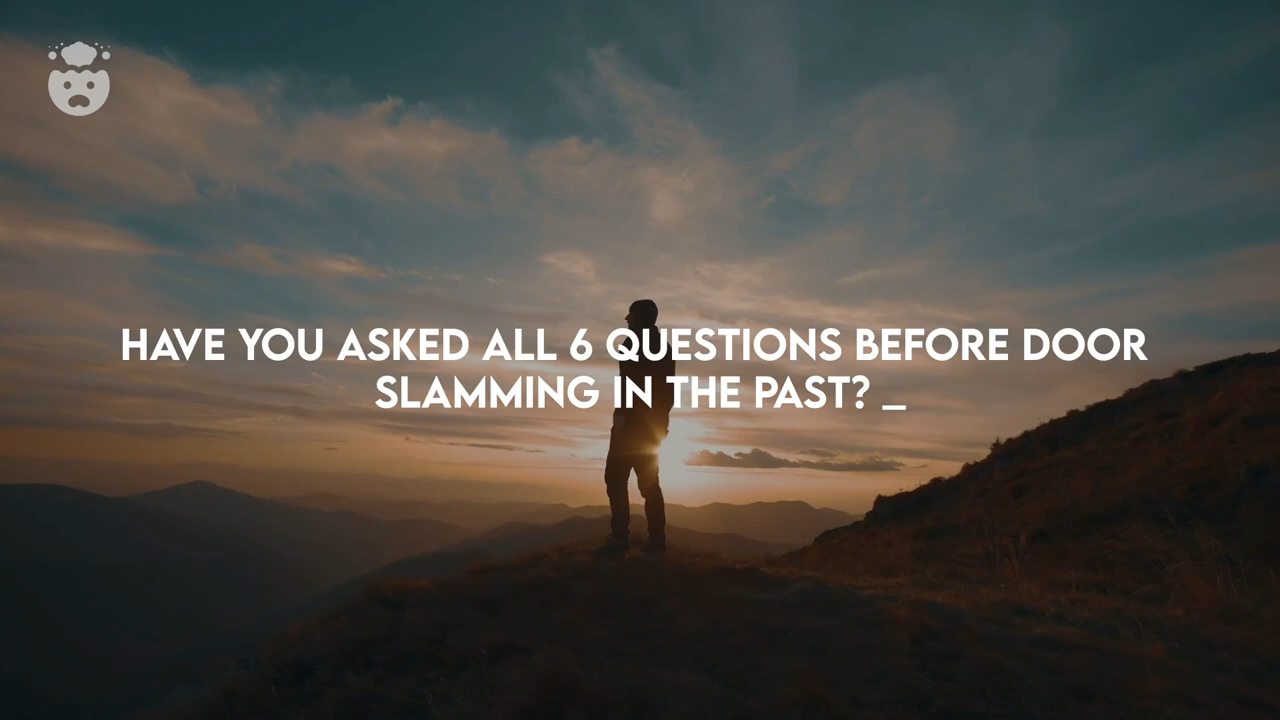 HAVE YOU ASKED ALL 6 QUESTIONS BEFORE DOOR
SLAMMING IN THE PAST? _